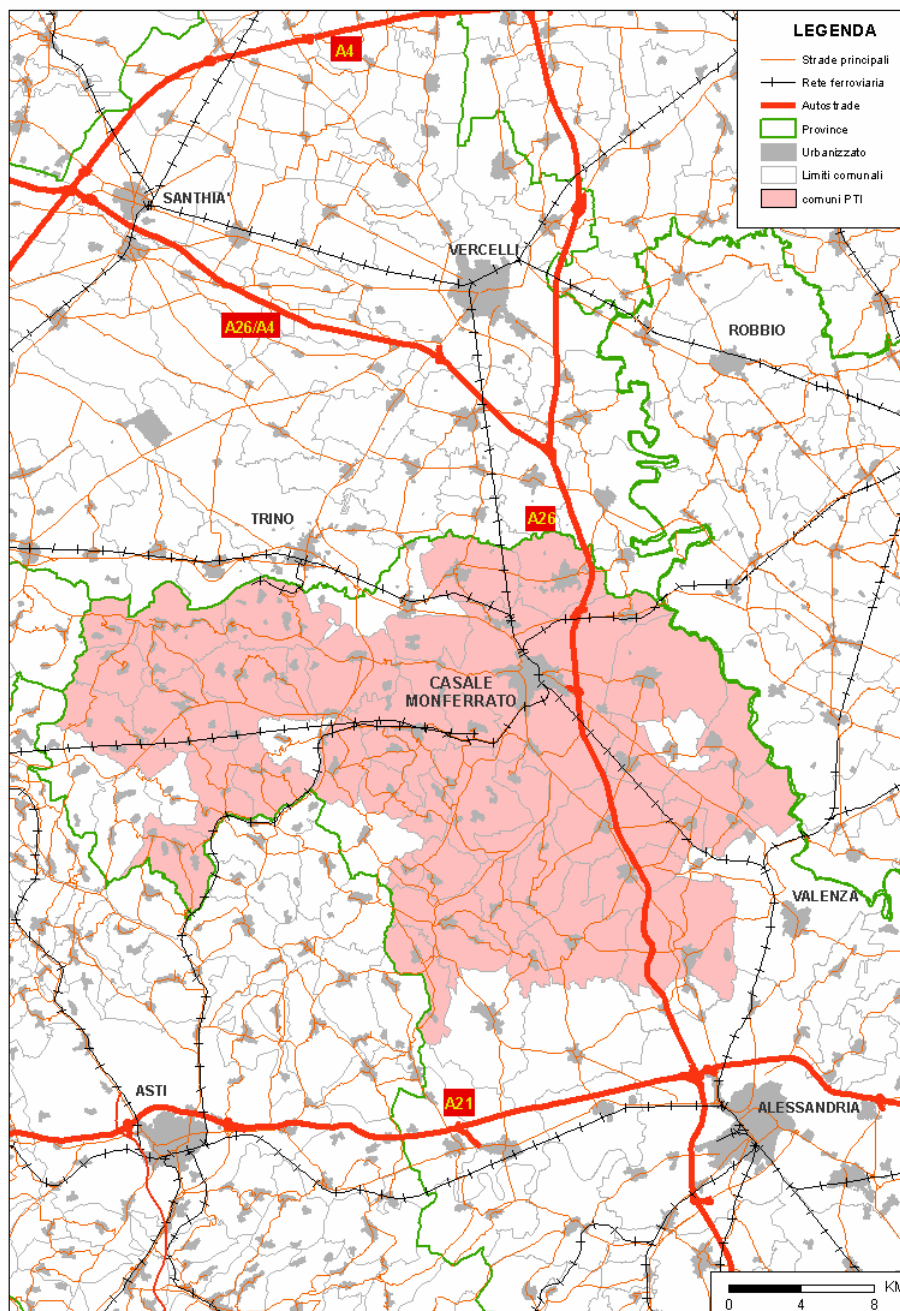 A4
LEGENDA
Strade principali
Rete ferroviaria
Autostrade
Province
Urbanizzato
Limiti comunali
comuni PTI
SANTHIA'
VERCELLI
A26/A4
ROBBIO
TRINO
A26
CASALE
MONFERRATO
VALENZA
ASTI
A21
ALESSANDRIA
KM
0 4 8